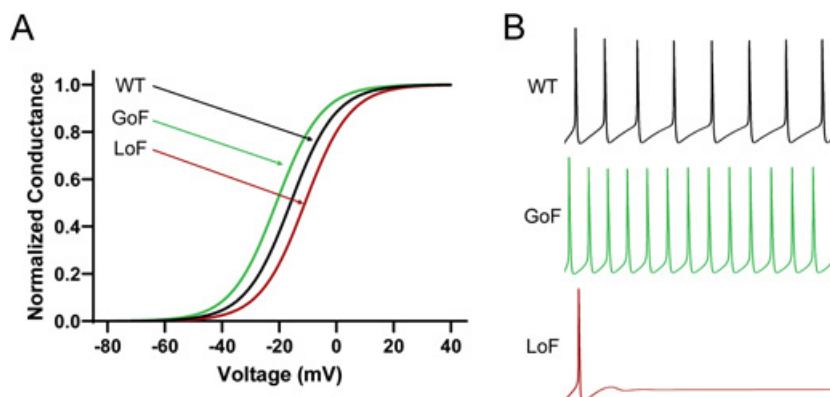 A
WT
GoF
LoF
Normalized Conductance
1.0
0.8
0.6
0.4
0.2
0.0
-80 -60 -40 -20 0 20 40
Voltage (mV)
B
WT
GoF
LoF